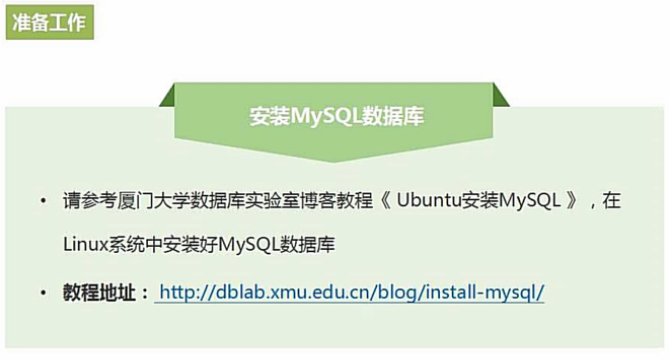 准备工作
安装MySQL数据库
• 请参考厦门大学数据库实验室博客教程《 Ubuntu安装MySQL 》，在
Linux系统中安装好MySQL数据库
• 教程地址： http://dblab.xmu.edu.cn/blog/install-mysql/